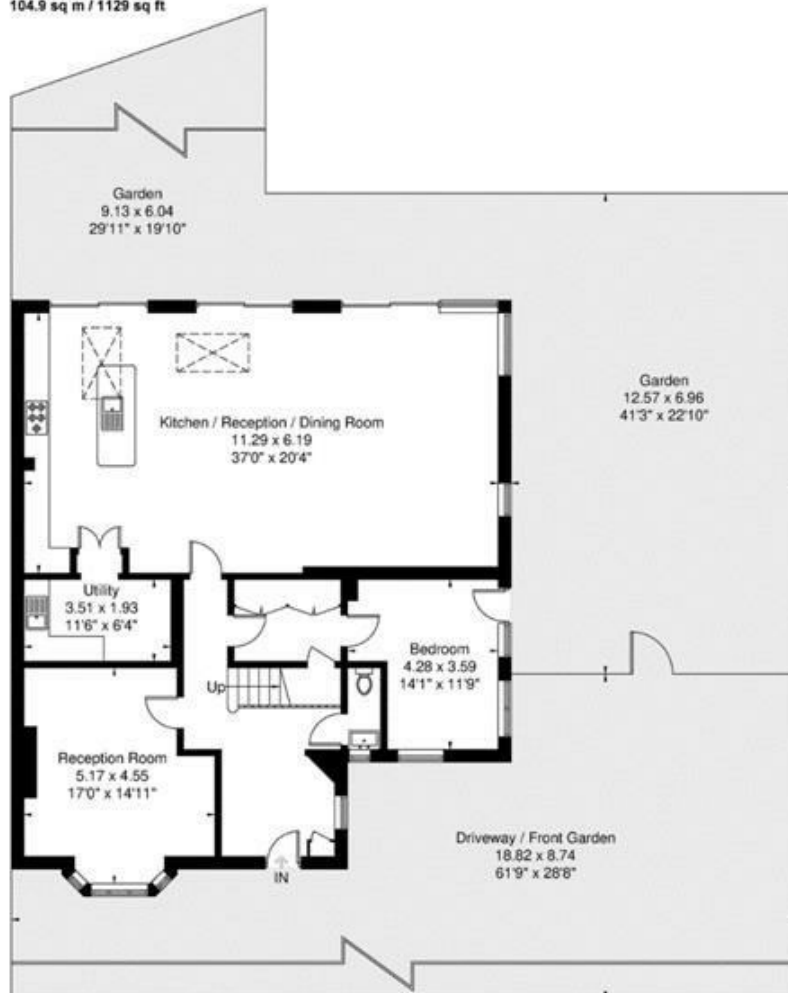 104.9 sq m / 1129 sq ft
Garden
9.13 x 6.04
29'11" x 19'10"
Garden
12.57 x 6.96
41'3" x 22'10"
Kitchen / Reception / Dining Room
11.29 x 6.19
37'0" x 20'4"
Utility
3.51 x 1.93
11'6" x 6'4"
Bedroom
4.28 x 3.59
14'1" x 11'9"
Up
Reception Room
5.17 x 4.55
17'0" x 14'11"
Driveway / Front Garden
18.82 x 8.74
61'9" x 28'8"
IN